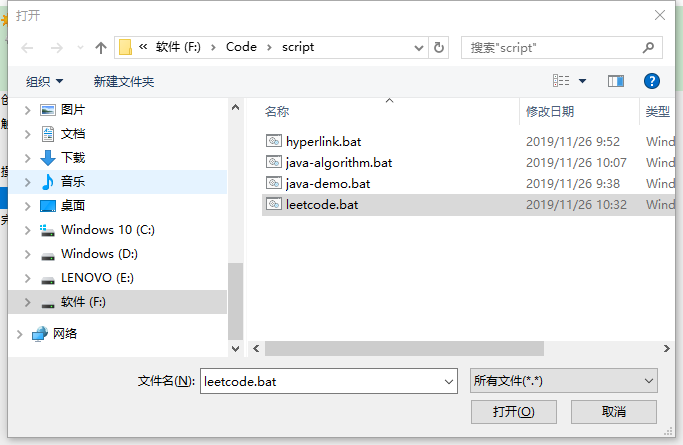 打开
« 软件 (F:) › Code › script
搜索"script"
组织 新建文件夹
图片
文档
下载
音乐
桌面
Windows 10 (C:)
Windows (D:)
LENOVO (E:)
软件 (F:)
网络
名称 修改日期 类型
hyperlink.bat 2019/11/26 9:52 Wind
java-algorithm.bat 2019/11/26 10:07 Wind
java-demo.bat 2019/11/26 9:38 Wind
leetcode.bat 2019/11/26 10:32 Wind
文件名(N): leetcode.bat 所有文件(*.*)
打开(O) 取消